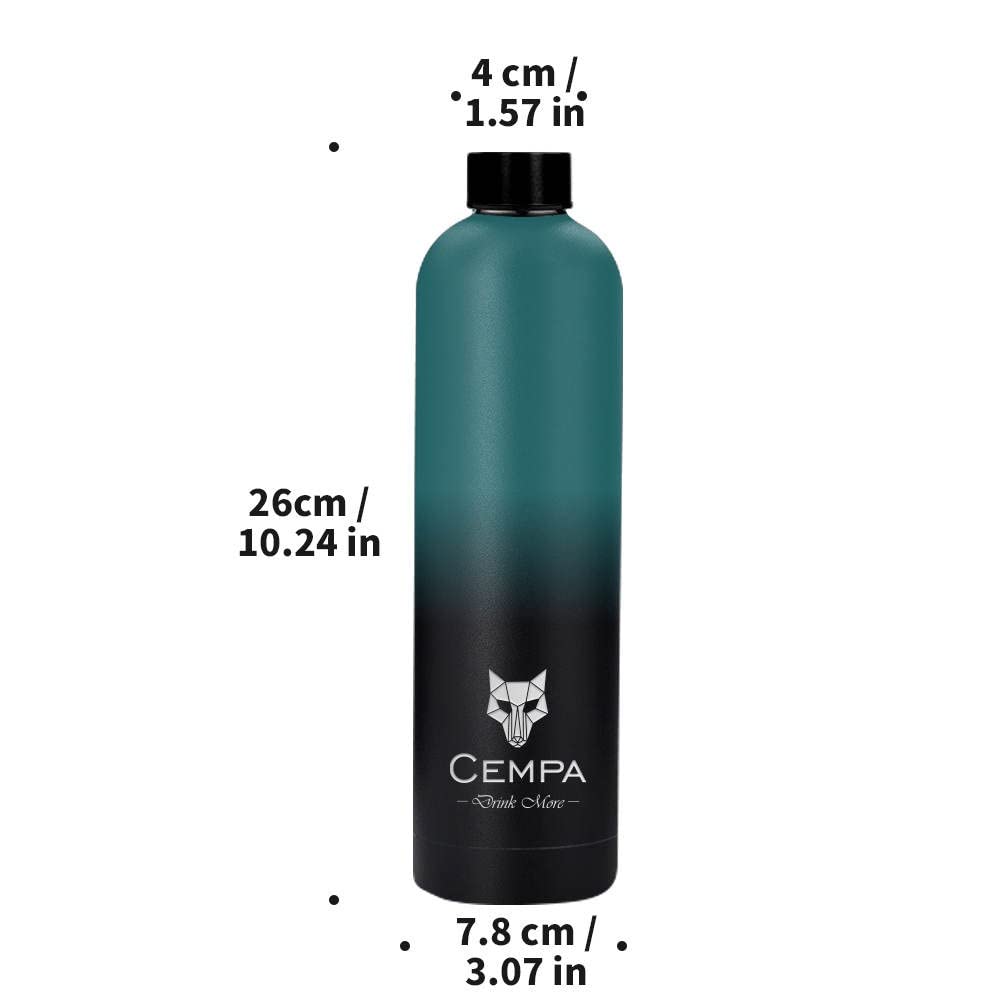 4 cm /
1.57 in
26cm /
10.24 in
CEMPA
– Drink More –
7.8 cm /
3.07 in